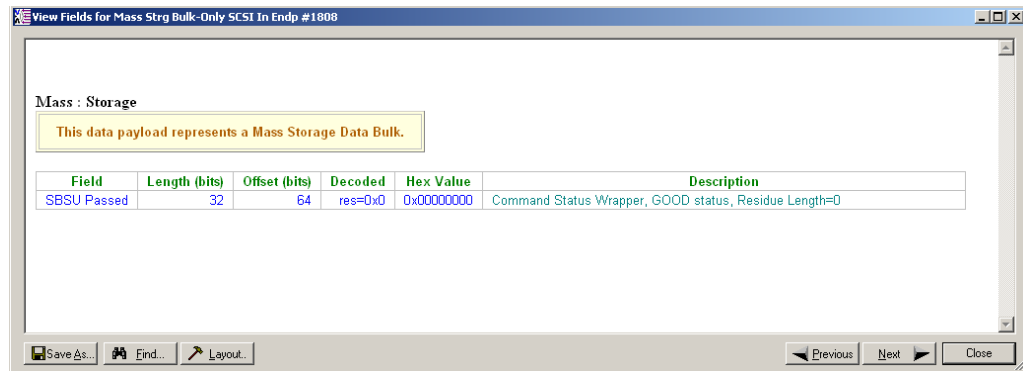 View Fields for Mass Strg Bulk-Only SCSI In Endp #1808
Mass : Storage
This data payload represents a Mass Storage Data Bulk.
Field Length (bits) Offset (bits) Decoded Hex Value Description
SBSU Passed 32 64 res=0x0 0x00000000 Command Status Wrapper, GOOD status, Residue Length=0
Save As... Find... Layout.. Previous Next Close